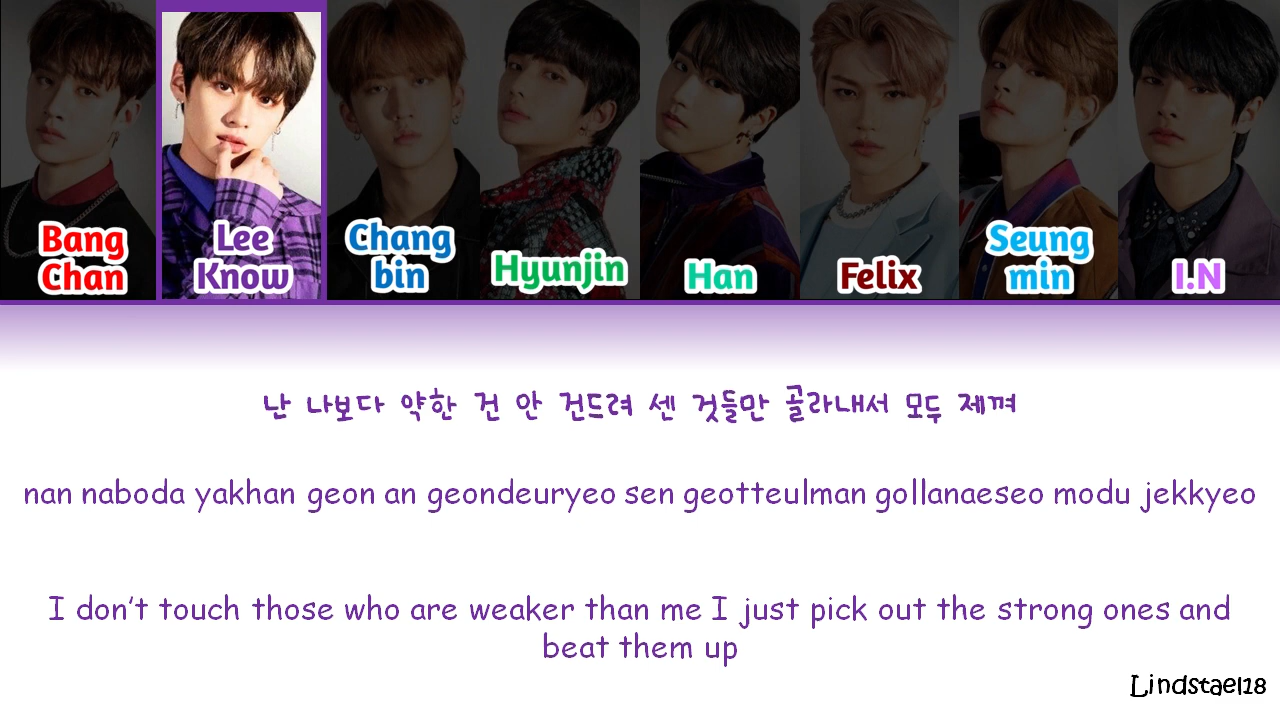 Bang
Chan
Lee
Know
Chang
bin
Hyunjin
Han
Felix
Seung
min
I.N
난 나보다 약한 건 안 건드려 센 것들만 골라내서 모두 제껴
nan naboda yakhan geon an geondeuryeo sen geotteulman gollanaeseo modu jekkyeo
I don’t touch those who are weaker than me I just pick out the strong ones and
beat them up
Lindstael18